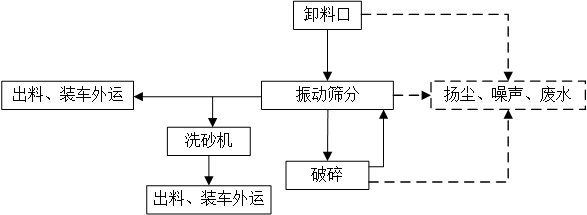 卸料口
出料、装车外运
振动筛分
扬尘、噪声、废水
洗砂机
破碎
出料、装车外运